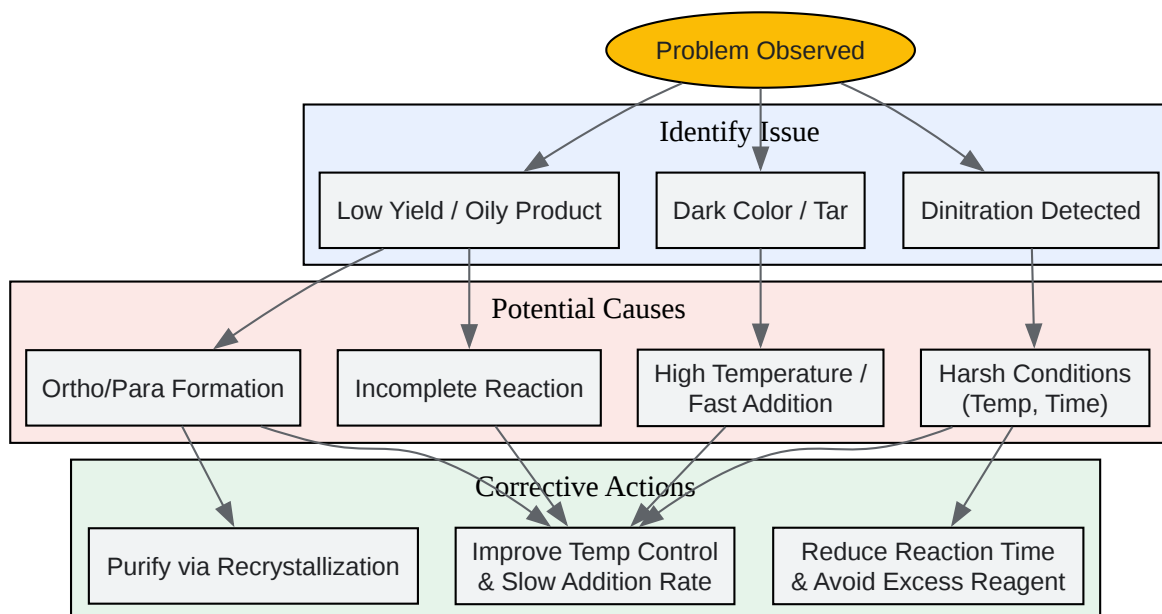 Problem Observed
Identify Issue
Low Yield / Oily Product
Dark Color / Tar
Dinitration Detected
Potential Causes
Ortho/Para Formation
Incomplete Reaction
High Temperature /
Fast Addition
Harsh Conditions
(Temp, Time)
Corrective Actions
Purify via Recrystallization
Improve Temp Control
& Slow Addition Rate
Reduce Reaction Time
& Avoid Excess Reagent